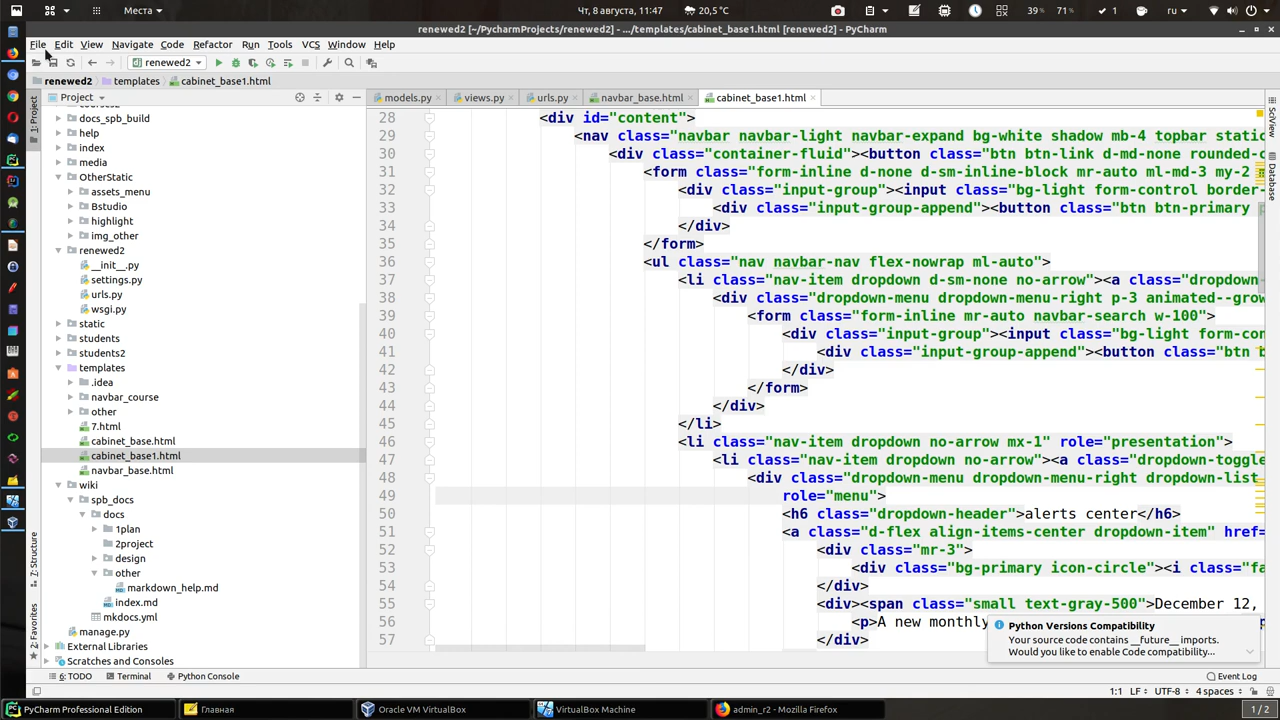 Места
Чт, 8 августа, 11:47
20,5 °C
39%
71%
1
ru
renewed2 [~/PycharmProjects/renewed2] - .../templates/cabinet_base1.html [renewed2] - PyCharm
File Edit View Navigate Code Refactor Run Tools VCS Window Help
renewed2
renewed2 templates cabinet_base1.html
Project
models.py views.py urls.py navbar_base.html cabinet_base1.html
1: Project
Z: Structure
2: Favorites
SciView
Database
docs_spb_build
help
index
media
OtherStatic
assets_menu
Bstudio
highlight
img_other
renewed2
__init__.py
settings.py
urls.py
wsgi.py
static
students
students2
templates
.idea
navbar_course
other
7.html
cabinet_base.html
cabinet_base1.html
navbar_base.html
wiki
spb_docs
docs
1plan
2project
design
other
markdown_help.md
index.md
mkdocs.yml
manage.py
External Libraries
Scratches and Consoles
28 <div id="content">
29 <nav class="navbar navbar-light navbar-expand bg-white shadow mb-4 topbar static
30 <div class="container-fluid"><button class="btn btn-link d-md-none rounded-c
31 <form class="form-inline d-none d-sm-inline-block mr-auto ml-md-3 my-2
32 <div class="input-group"><input class="bg-light form-control border-
33 <div class="input-group-append"><button class="btn btn-primary
34 </div>
35 </form>
36 <ul class="nav navbar-nav flex-nowrap ml-auto">
37 <li class="nav-item dropdown d-sm-none no-arrow"><a class="dropdown
38 <div class="dropdown-menu dropdown-menu-right p-3 animated--grow
39 <form class="form-inline mr-auto navbar-search w-100">
40 <div class="input-group"><input class="bg-light form-con
41 <div class="input-group-append"><button class="btn b
42 </div>
43 </form>
44 </div>
45 </li>
46 <li class="nav-item dropdown no-arrow mx-1" role="presentation">
47 <li class="nav-item dropdown no-arrow"><a class="dropdown-toggle
48 <div class="dropdown-menu dropdown-menu-right dropdown-list
49 role="menu">
50 <h6 class="dropdown-header">alerts center</h6>
51 <a class="d-flex align-items-center dropdown-item" href=
52 <div class="mr-3">
53 <div class="bg-primary icon-circle"><i class="fa
54 </div>
55 <div><span class="small text-gray-500">December 12,
56 <p>A new monthly
57 </div>
Python Versions Compatibility
Your source code contains __future__ imports.
Would you like to enable Code compatibility...
6: TODO Terminal Python Console
Event Log
1:1 LF UTF-8 4 spaces
PyCharm Professional Edition
Главная
Oracle VM VirtualBox
VirtualBox Machine
admin_r2 - Mozilla Firefox
1 / 2